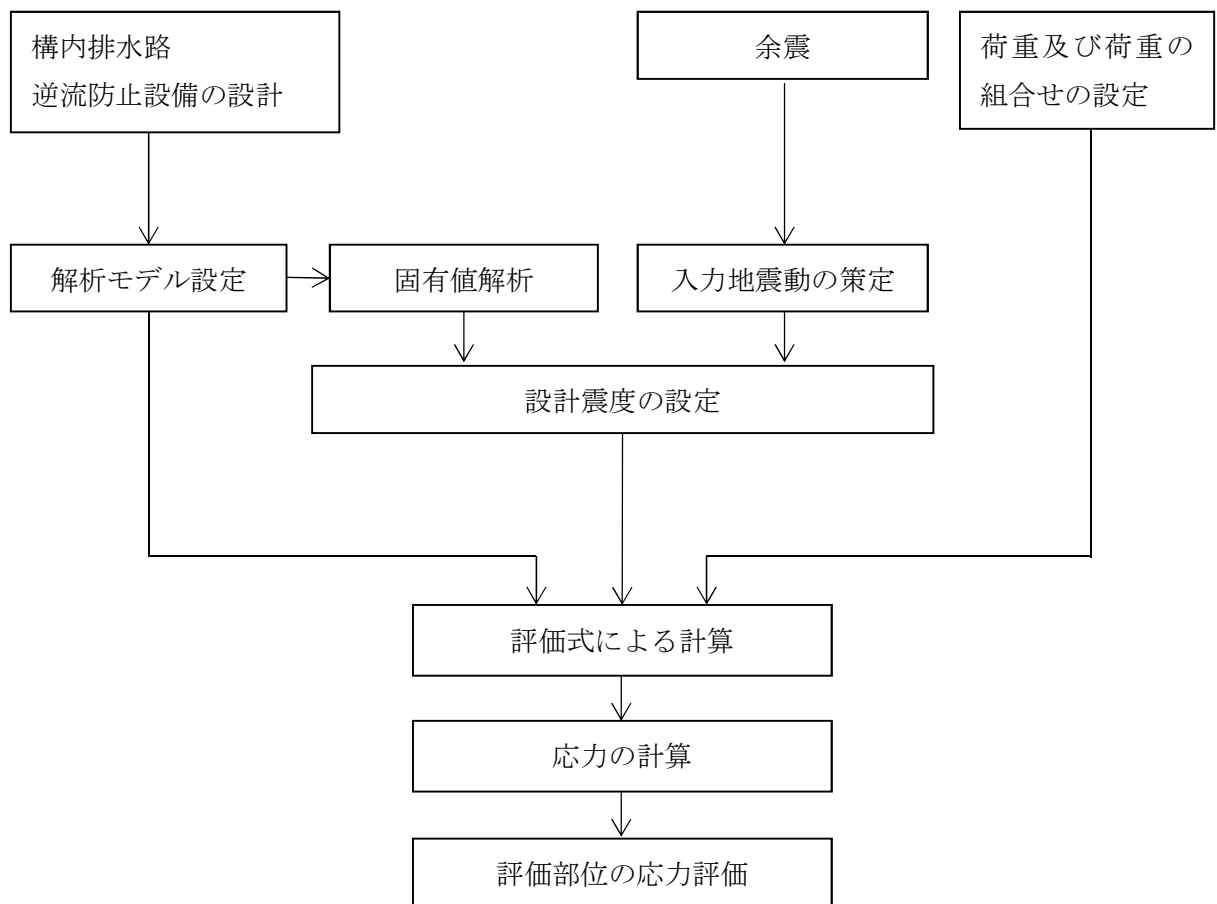 構内排水路
逆流防止設備の設計
余震
荷重及び荷重の
組合せの設定
解析モデル設定
固有値解析
入力地震動の策定
設計震度の設定
評価式による計算
応力の計算
評価部位の応力評価